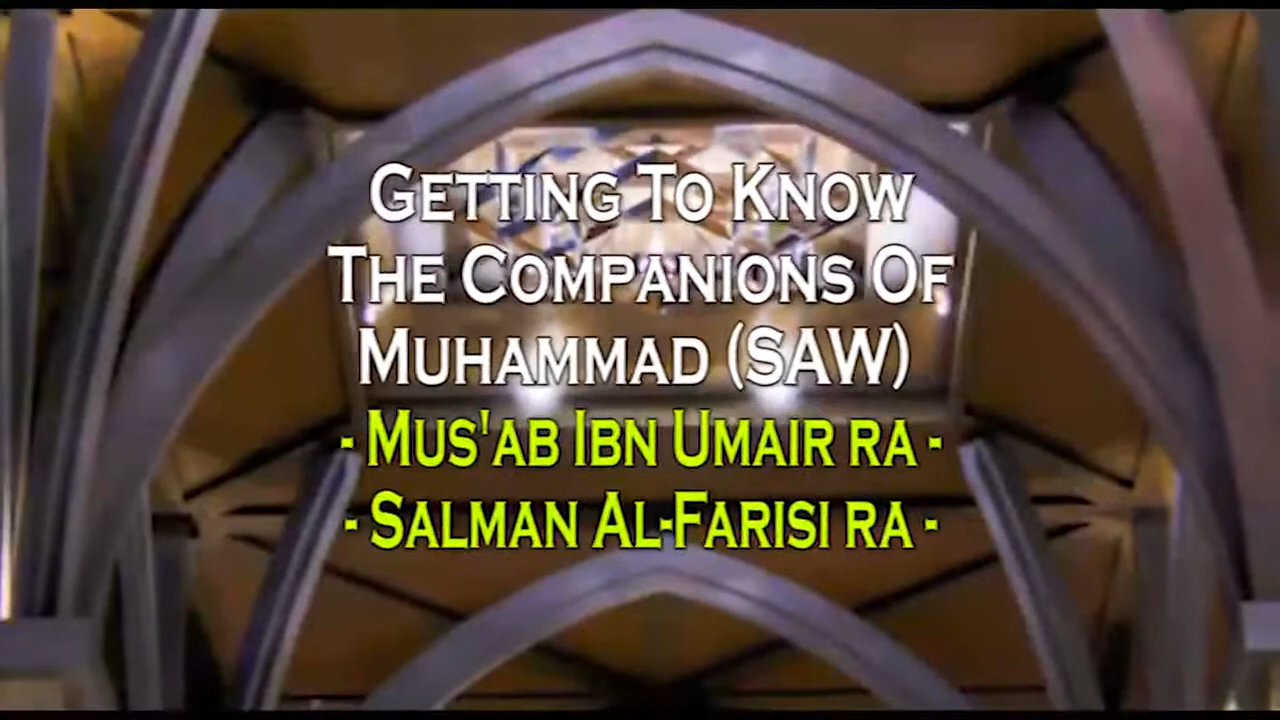 Getting To Know
The Companions Of
Muhammad (SAW)
- Mus'ab Ibn Umair ra -
- Salman Al-Farisi ra -